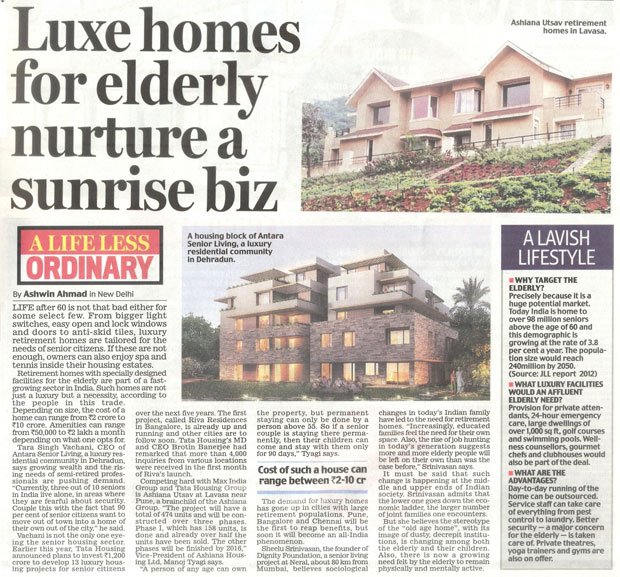 Luxe homes
for elderly
nurture a
sunrise biz
Ashiana Utsav retirement
homes in Lavasa.
A LIFE LESS
ORDINARY
By Ashwin Ahmad in New Delhi
LIFE after 60 is not that bad either for
some select few. From bigger light
switches, easy open and lock windows
and doors to anti-skid tiles, luxury
retirement homes are tailored for the
needs of senior citizens. If these are not
enough, owners can also enjoy spa and
tennis inside their housing estates.
Retirement homes with specially designed
facilities for the elderly are part of a fast-
growing sector in India. Such homes are not
just a luxury but a necessity, according to
the people in this trade.
Depending on size, the cost of a
home can range from ₹2 crore to
₹10 crore. Amenities can range
from ₹50,000 to ₹2 lakh a month
depending on what one opts for.
Tara Singh Vachani, CEO of
Antara Senior Living, a luxury res-
idential community in Dehradun,
says growing wealth and the ris-
ing needs of semi-retired profes-
sionals are pushing demand.
"Currently, three out of 10 seniors
in India live alone, in areas where
they are fearful about security.
Couple this with the fact that 96
per cent of senior citizens want to
move out of town into a home of
their own out of the city," he said.
Vachani is not the only one eye-
ing the senior housing sector.
Earlier this year, Tata Housing
announced plans to invest ₹1,200
crore to develop 13 luxury hous-
ing projects for senior citizens
A housing block of Antara
Senior Living, a luxury
residential community
in Dehradun.
over the next five years. The first
project, called Riva Residences
in Bangalore, is already up and
running and other cities are to
follow soon. Tata Housing's MD
and CEO Brotin Banerjee had
remarked that more than 4,000
inquiries from various locations
were received in the first month
of Riva's launch.
Competing hard with Max India
Group and Tata Housing Group
is Ashiana Utsav at Lavasa near
Pune, a brainchild of the Ashiana
Group. "The project will have a
total of 474 units and will be con-
structed over three phases.
Phase 1, which has 138 units, is
done and already over half the
units have been sold. The other
phases will be finished by 2016,"
Vice-President of Ashiana Hous-
ing Ltd, Manoj Tyagi says.
"A person of any age can own
the property, but permanent
staying can only be done by a
person above 55. So if a senior
couple is staying there perma-
nently, then their children can
come and stay with them only
for 90 days," Tyagi says.
Cost of such a house can
range between ₹2-10 cr
The demand for luxury homes
has gone up in cities with large
retirement populations. Pune,
Bangalore and Chennai will be
the first to reap benefits, but
soon it will become an all-India
phenomenon.
Sheelu Srinivasan, the founder of
Dignity Foundation, a senior living
project at Neral, about 80 km from
Mumbai, believes sociological
changes in today's Indian family
have led to the need for retirement
homes. "Increasingly, educated
families feel the need for their own
space. Also, the rise of job hunting
in today's generation suggests
more and more elderly people will
be left on their own than was the
case before," Srinivasan says.
It must be said that such
change is happening at the mid-
dle and upper ends of Indian
society. Srinivasan admits that
the lower one goes down the eco-
nomic ladder, the larger number
of joint families one encounters.
But she believes the stereotype
of the "old age home", with its
image of dusty, decrepit institu-
tions, is changing among both
the elderly and their children.
Also, there is now a growing
need felt by the elderly to remain
physically and mentally active.
A LAVISH
LIFESTYLE
WHY TARGET THE
ELDERLY?
Precisely because it is a
huge potential market.
Today India is home to
over 98 million seniors
above the age of 60 and
this demographic is
growing at the rate of 3.8
per cent a year. The popula-
tion size would reach
240million by 2050.
(Source: JLL report 2012)
WHAT LUXURY FACILITIES
WOULD AN AFFLUENT
ELDERLY NEED?
Provision for private atten-
dants, 24-hour emergency
care, large dwellings of
over 1,000 sq ft, golf courses
and swimming pools. Well-
ness counsellors, gourmet
chefs and clubhouses would
also be part of the deal.
WHAT ARE THE
ADVANTAGES?
Day-to-day running of the
home can be outsourced.
Service staff can take care
of everything from pest
control to laundry. Better
security — a major concern
for the elderly — is taken
care of. Private theatres,
yoga trainers and gyms are
also on offer.